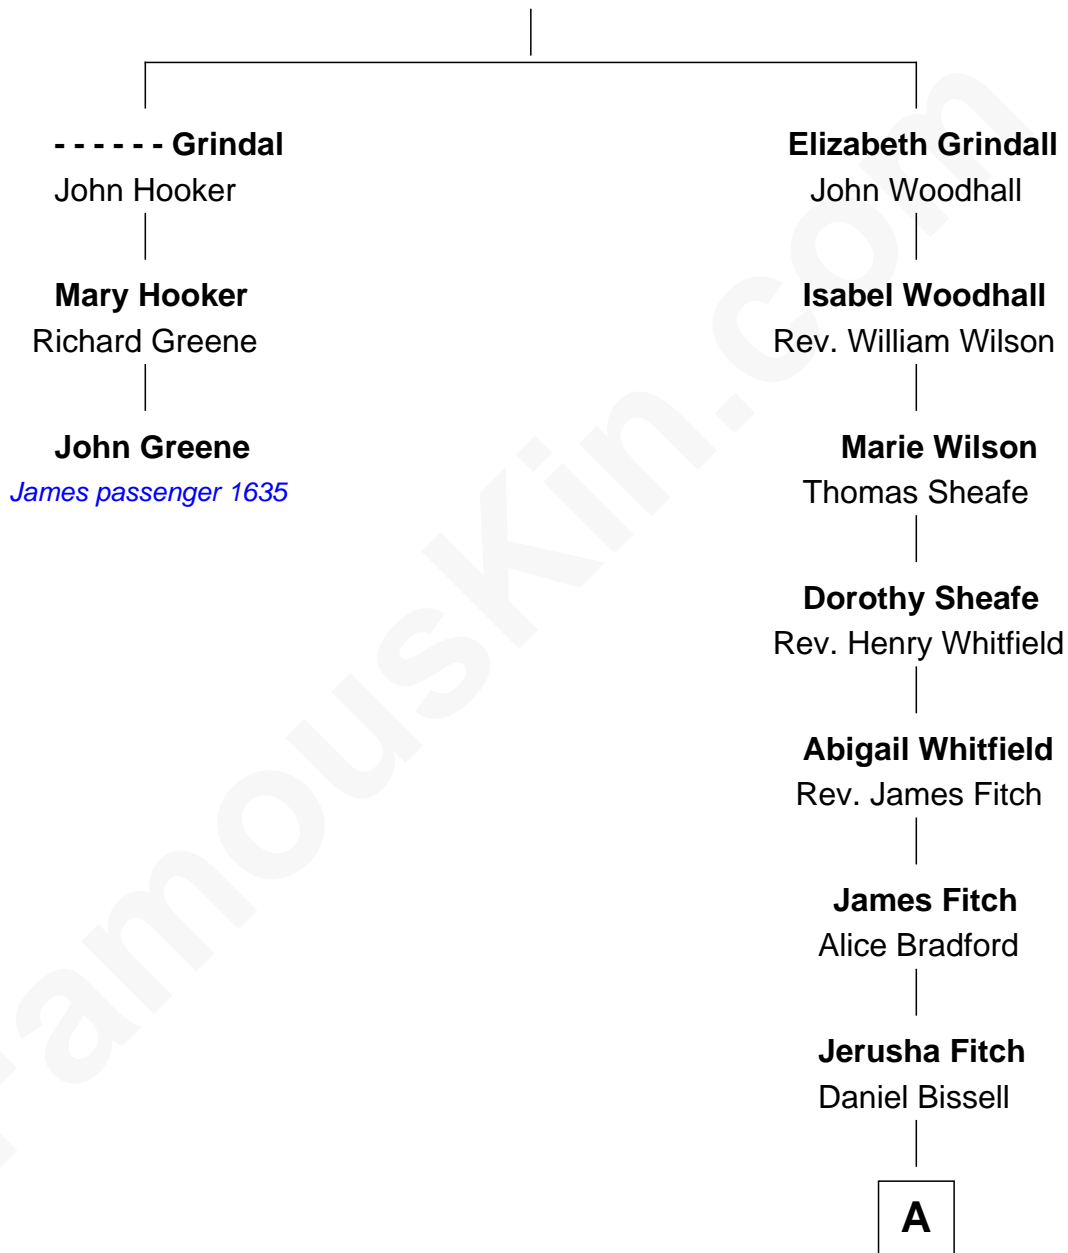 - - - - - - Grindal
John Hooker
Mary Hooker
Richard Greene
John Greene
James passenger 1635
Elizabeth Grindall
John Woodhall
Isabel Woodhall
Rev. William Wilson
Marie Wilson
Thomas Sheafe
Dorothy Sheafe
Rev. Henry Whitfield
Abigail Whitfield
Rev. James Fitch
James Fitch
Alice Bradford
Jerusha Fitch
Daniel Bissell
A
FamousKin.com